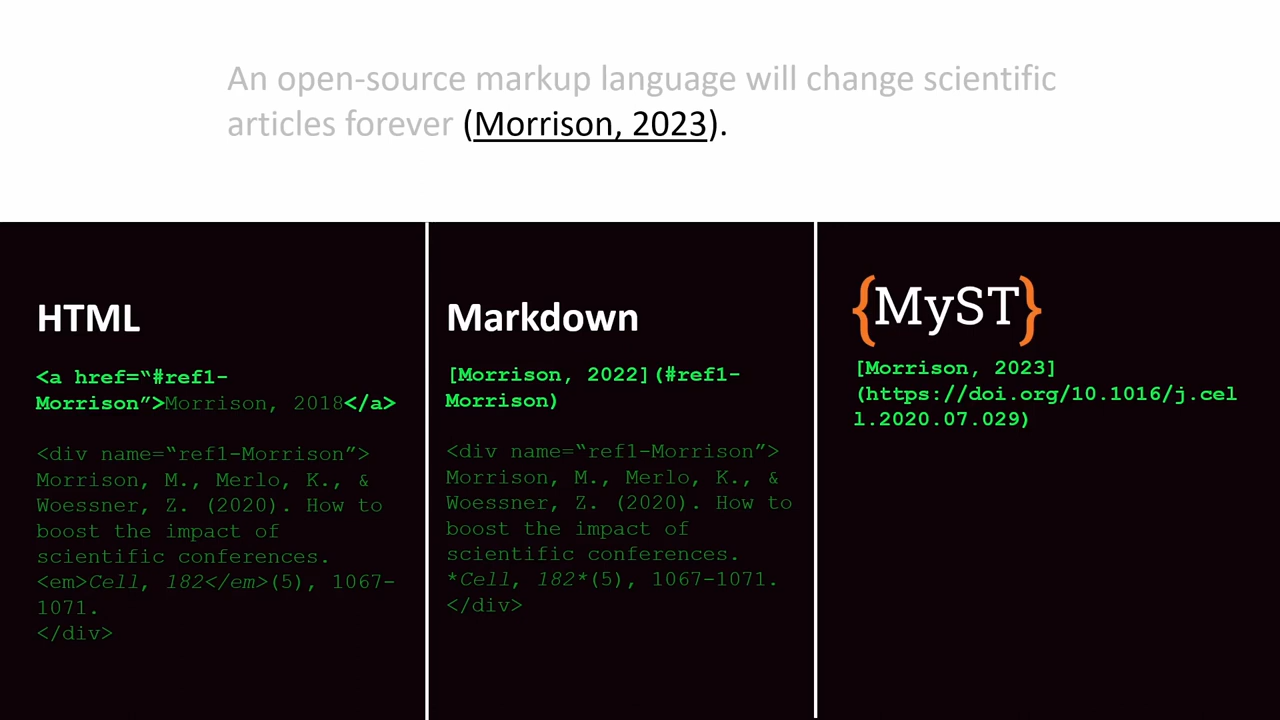 An open-source markup language will change scientific
articles forever (Morrison, 2023).
HTML
<a href=“#ref1-
Morrison”>Morrison, 2018</a>
<div name=“ref1-Morrison”>
Morrison, M., Merlo, K., &
Woessner, Z. (2020). How to
boost the impact of
scientific conferences.
<em>Cell, 182</em>(5), 1067-
1071.
</div>
Markdown
[Morrison, 2022](#ref1-
Morrison)
<div name=“ref1-Morrison”>
Morrison, M., Merlo, K., &
Woessner, Z. (2020). How to
boost the impact of
scientific conferences.
*Cell, 182*(5), 1067-1071.
</div>
{MyST}
[Morrison, 2023]
(https://doi.org/10.1016/j.cel
l.2020.07.029)